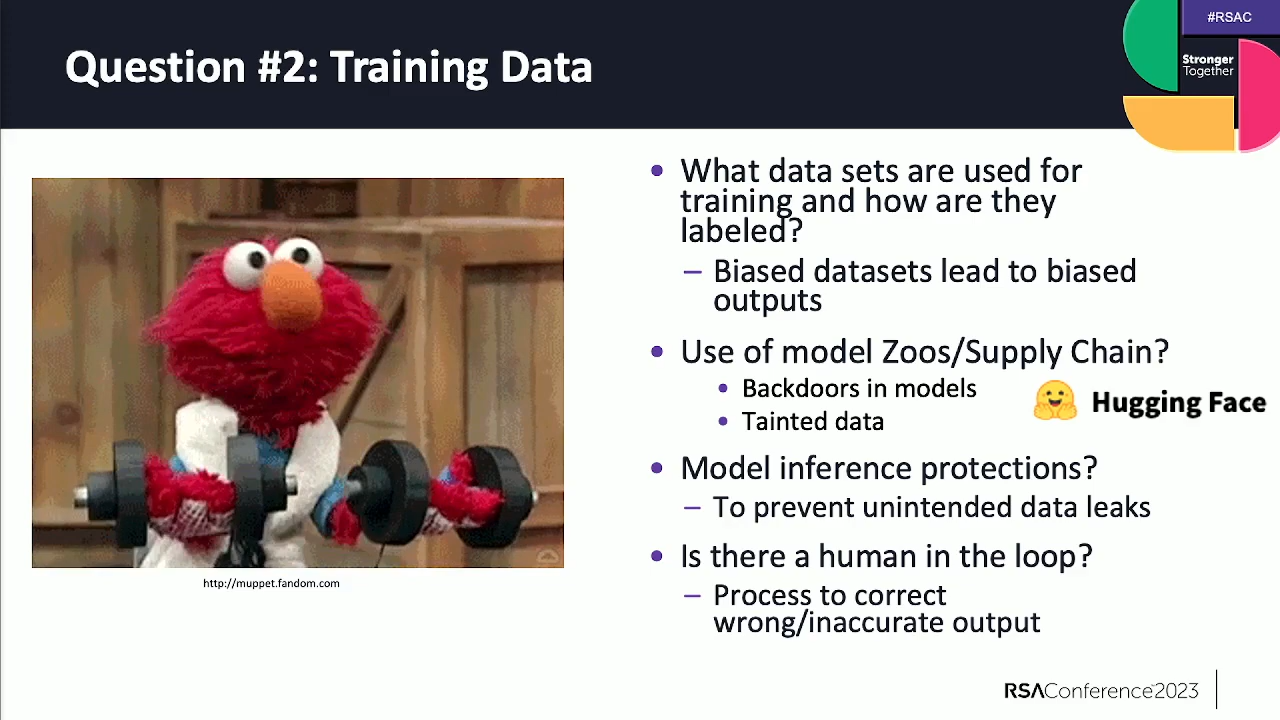 #RSAC
Question #2: Training Data
Stronger
Together
• What data sets are used for
training and how are they
labeled?
– Biased datasets lead to biased
outputs
• Use of model Zoos/Supply Chain?
• Backdoors in models
• Tainted data
Hugging Face
• Model inference protections?
– To prevent unintended data leaks
• Is there a human in the loop?
– Process to correct
wrong/inaccurate output
http://muppet.fandom.com
RSAConference™2023